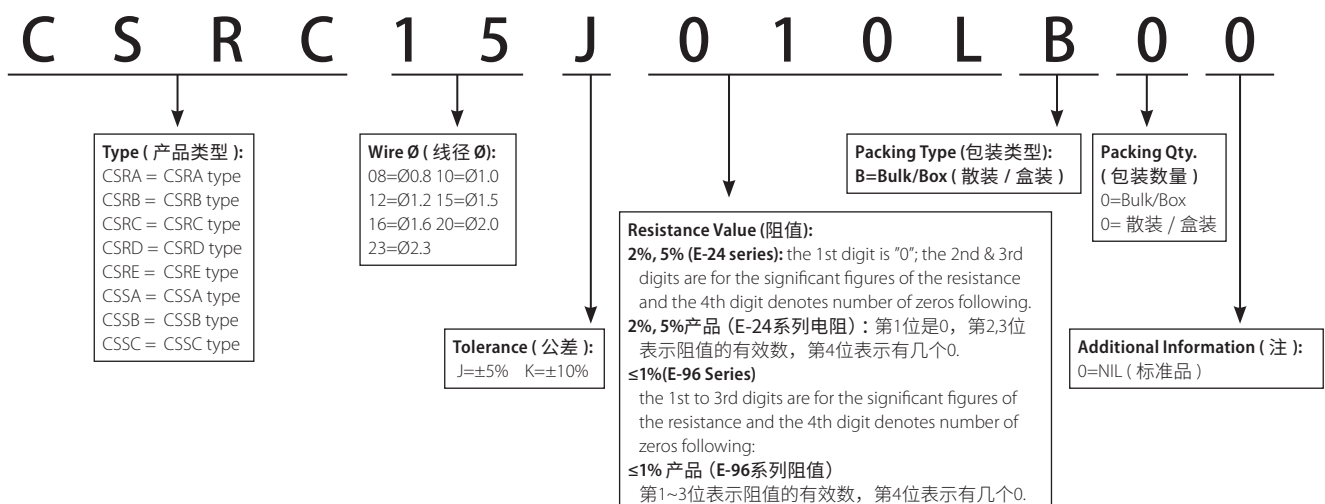 C S R C 1 5 J 0 1 0 L B 0 0
Type ( 产品类型 ):
CSRA = CSRA type
CSRB = CSRB type
CSRC = CSRC type
CSRD = CSRD type
CSRE = CSRE type
CSSA = CSSA type
CSSB = CSSB type
CSSC = CSSC type
Wire Ø ( 线径 Ø):
08=Ø0.8 10=Ø1.0
12=Ø1.2 15=Ø1.5
16=Ø1.6 20=Ø2.0
23=Ø2.3
Tolerance ( 公差 ):
J=±5% K=±10%
Resistance Value (阻值):
2%, 5% (E-24 series): the 1st digit is "0"; the 2nd & 3rd
digits are for the significant figures of the resistance
and the 4th digit denotes number of zeros following.
2%, 5%产品（E-24系列电阻）：第1位是0，第2,3位
表示阻值的有效数，第4位表示有几个0.
≤1%(E-96 Series)
the 1st to 3rd digits are for the significant figures of
the resistance and the 4th digit denotes number of
zeros following:
≤1% 产品（E-96系列阻值）
第1~3位表示阻值的有效数，第4位表示有几个0.
Packing Type (包装类型):
B=Bulk/Box ( 散装 / 盒装 )
Packing Qty.
( 包装数量 )
0=Bulk/Box
0= 散装 / 盒装
Additional Information ( 注 ):
0=NIL ( 标准品 )